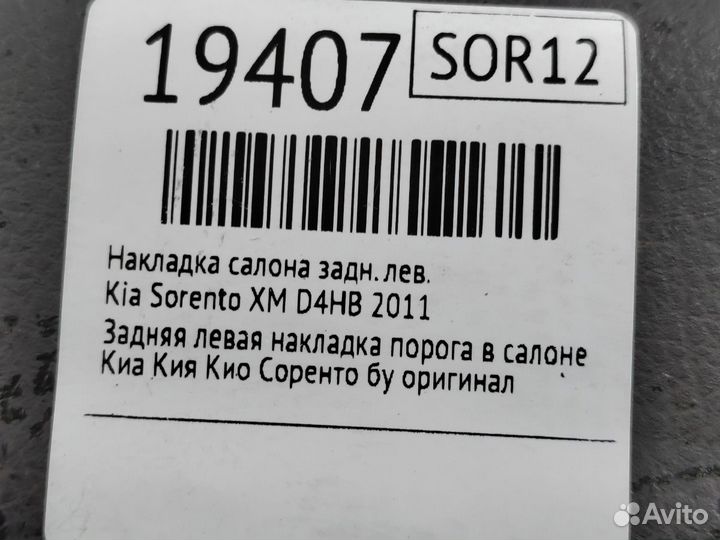 19407
SOR12
Накладка салона задн.лев.
Kia Sorento XM D4HB 2011
Задняя левая накладка порога в салоне
Киа Кия Кио Соренто бу оригинал
Avito